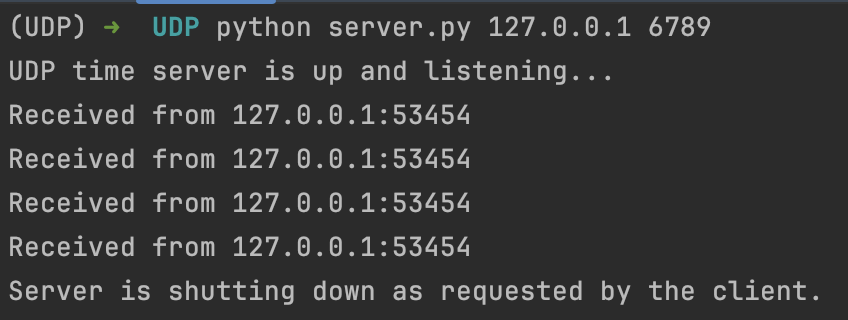 (UDP) → UDP python server.py 127.0.0.1 6789
UDP time server is up and listening...
Received from 127.0.0.1:53454
Received from 127.0.0.1:53454
Received from 127.0.0.1:53454
Received from 127.0.0.1:53454
Server is shutting down as requested by the client.